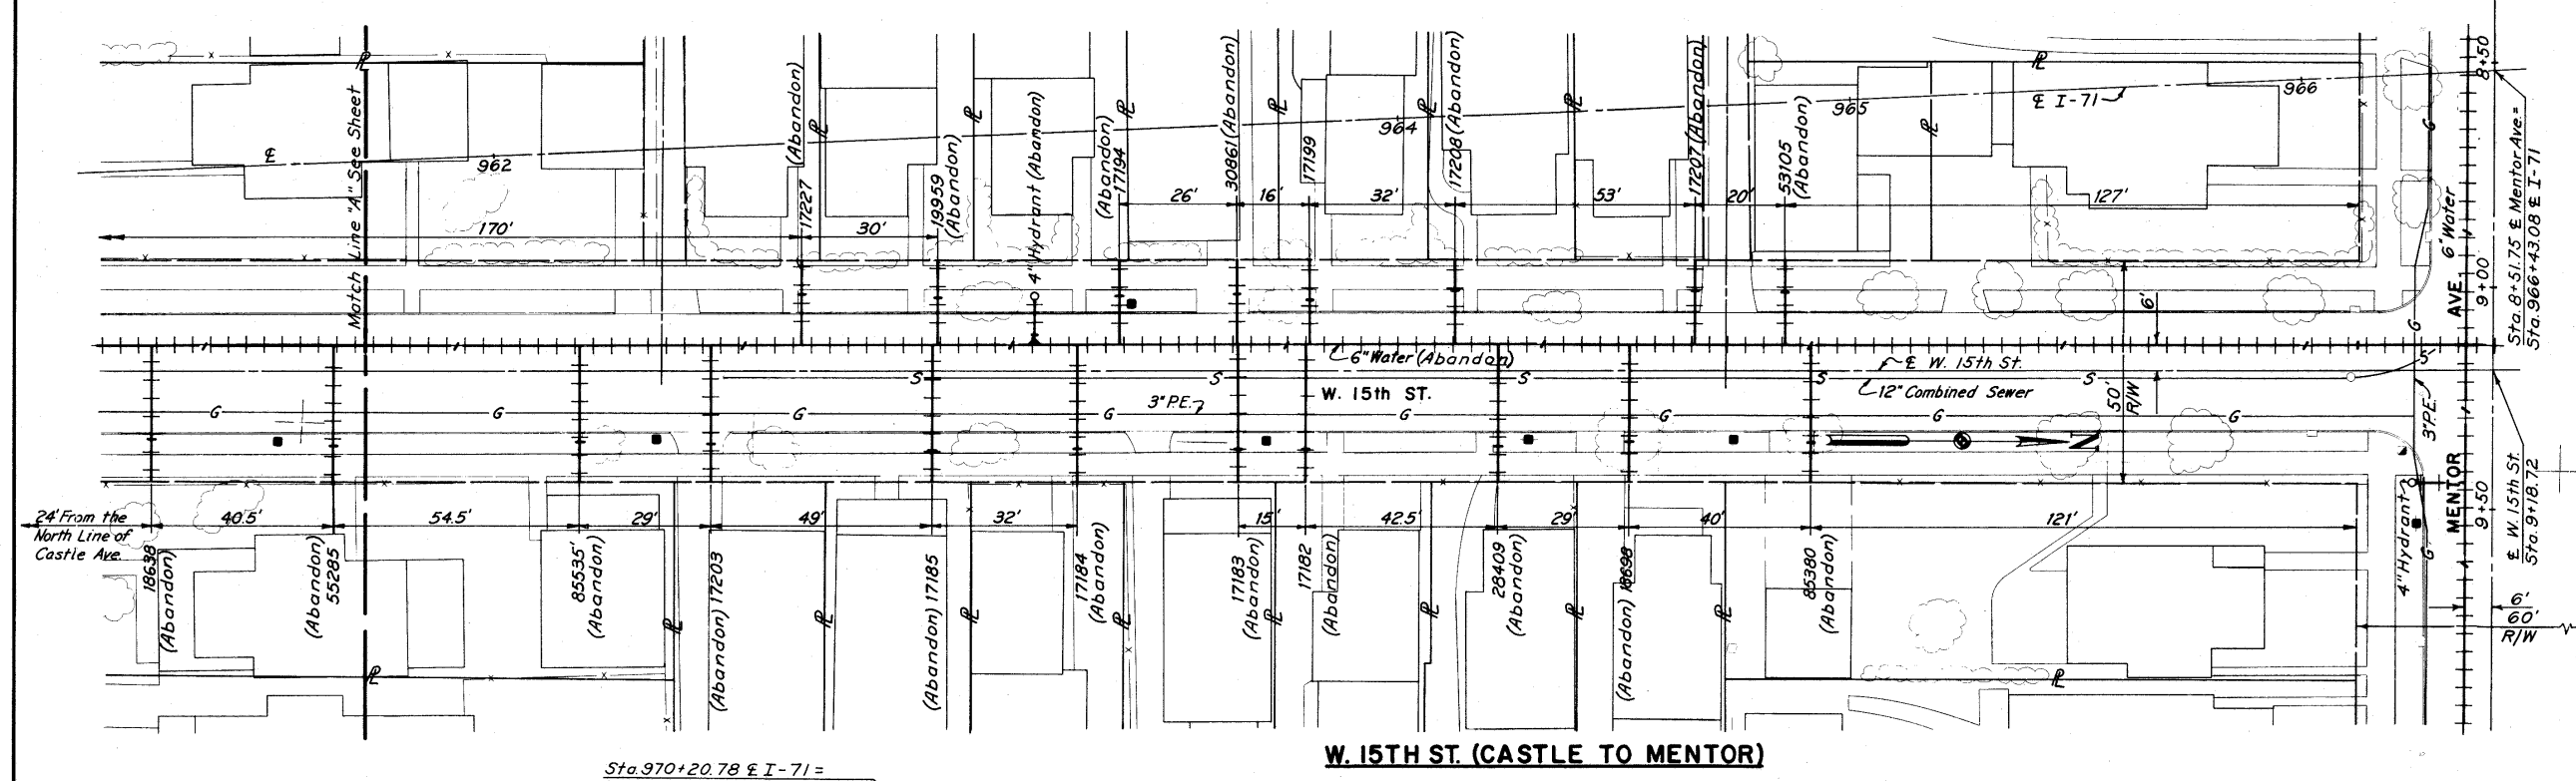 Match Line "A" See Sheet
℄
962
964
965
966
℄ I-71
17227 (Abandon)
19959
(Abandon)
4" Hydrant (Abamdon)
(Abandon)
17194
30861 (Abandon)
17199
17208 (Abandon)
17207 (Abandon)
53105
(Abandon)
170'
30'
26'
16'
32'
53'
20'
127'
6" Water
8+50
9+00
9+50
Sta. 8+51.75 ℄ Mentor Ave. =
Sta. 966+43.08 ℄ I-71
AVE.
MENTOR
6'
5'
50'
R/W
6" Water (Abandon)
℄ W. 15th St.
S S S S S
W. 15th ST.
12" Combined Sewer
3" P.E.
G G G G G G G G
3" P.E.
N
℄ W. 15th St.
Sta. 9+18.72
4" Hydrant
6'
60'
R/W
24' From the
North Line of
Castle Ave.
40.5'
54.5'
29'
49'
32'
15'
42.5'
29'
40'
121'
18638
(Abandon)
(Abandon)
55285
85535'
(Abandon)
(Abandon) 17203
(Abandon) 17185
17184
(Abandon)
17183
(Abandon)
17182
(Abandon)
28409
(Abandon)
(Abandon)
85380
(Abandon)
W. 15TH ST. (CASTLE TO MENTOR)
Sta. 970+20.78 ℄ I-71 =